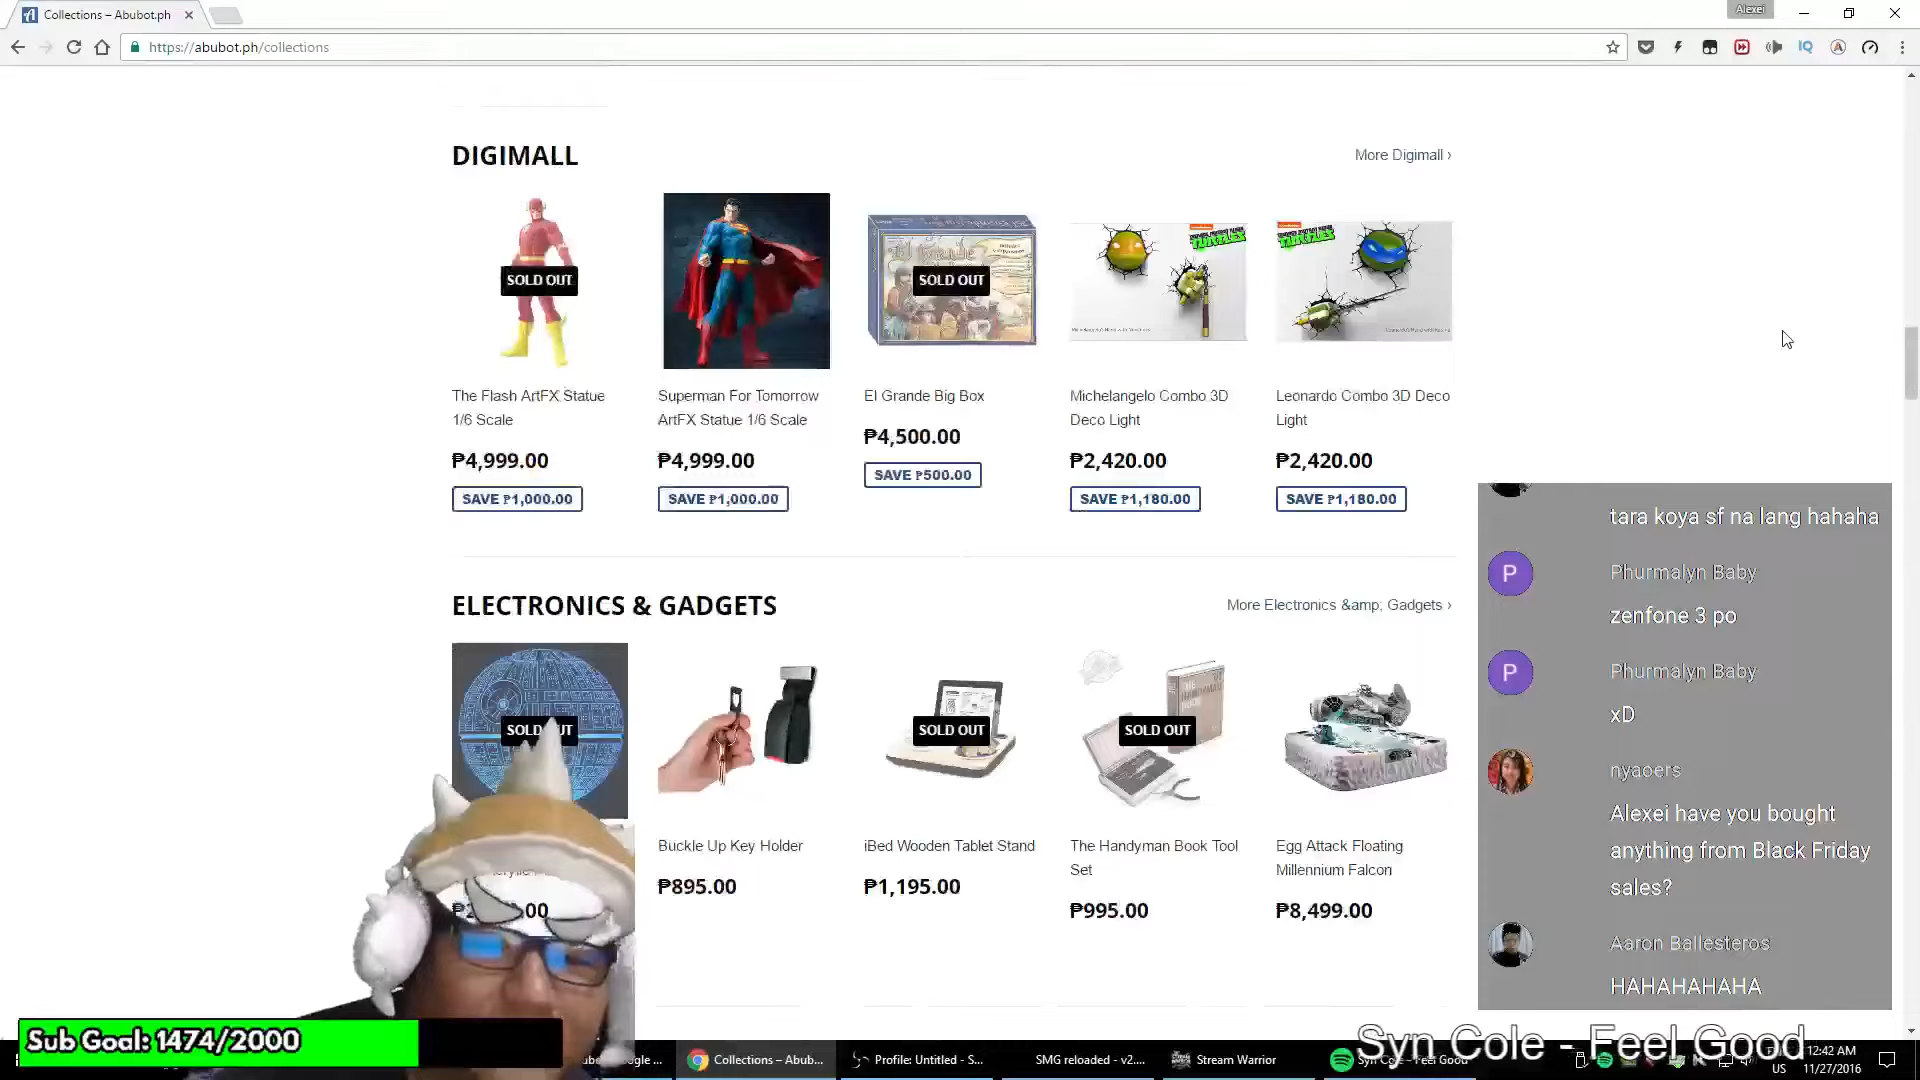 Collections – Abubot.ph
Alexei
https://abubot.ph/collections
DIGIMALL
More Digimall ›
SOLD OUT
SOLD OUT
The Flash ArtFX Statue
1/6 Scale
₱4,999.00
SAVE ₱1,000.00
Superman For Tomorrow
ArtFX Statue 1/6 Scale
₱4,999.00
SAVE ₱1,000.00
El Grande Big Box
₱4,500.00
SAVE ₱500.00
Michelangelo Combo 3D
Deco Light
₱2,420.00
SAVE ₱1,180.00
Leonardo Combo 3D Deco
Light
₱2,420.00
SAVE ₱1,180.00
ELECTRONICS & GADGETS
More Electronics &amp; Gadgets ›
SOLD OUT
SOLD OUT
SOLD OUT
Buckle Up Key Holder
₱895.00
iBed Wooden Tablet Stand
₱1,195.00
The Handyman Book Tool
Set
₱995.00
Egg Attack Floating
Millennium Falcon
₱8,499.00
tara koya sf na lang hahaha
P
Phurmalyn Baby
zenfone 3 po
P
Phurmalyn Baby
xD
nyaoers
Alexei have you bought
anything from Black Friday
sales?
Aaron Ballesteros
HAHAHAHAHA
Sub Goal: 1474/2000
Syn Cole - Feel Good
Collections – Abub...
Profile: Untitled - S...
SMG reloaded - v2....
Stream Warrior
US
12:42 AM
11/27/2016